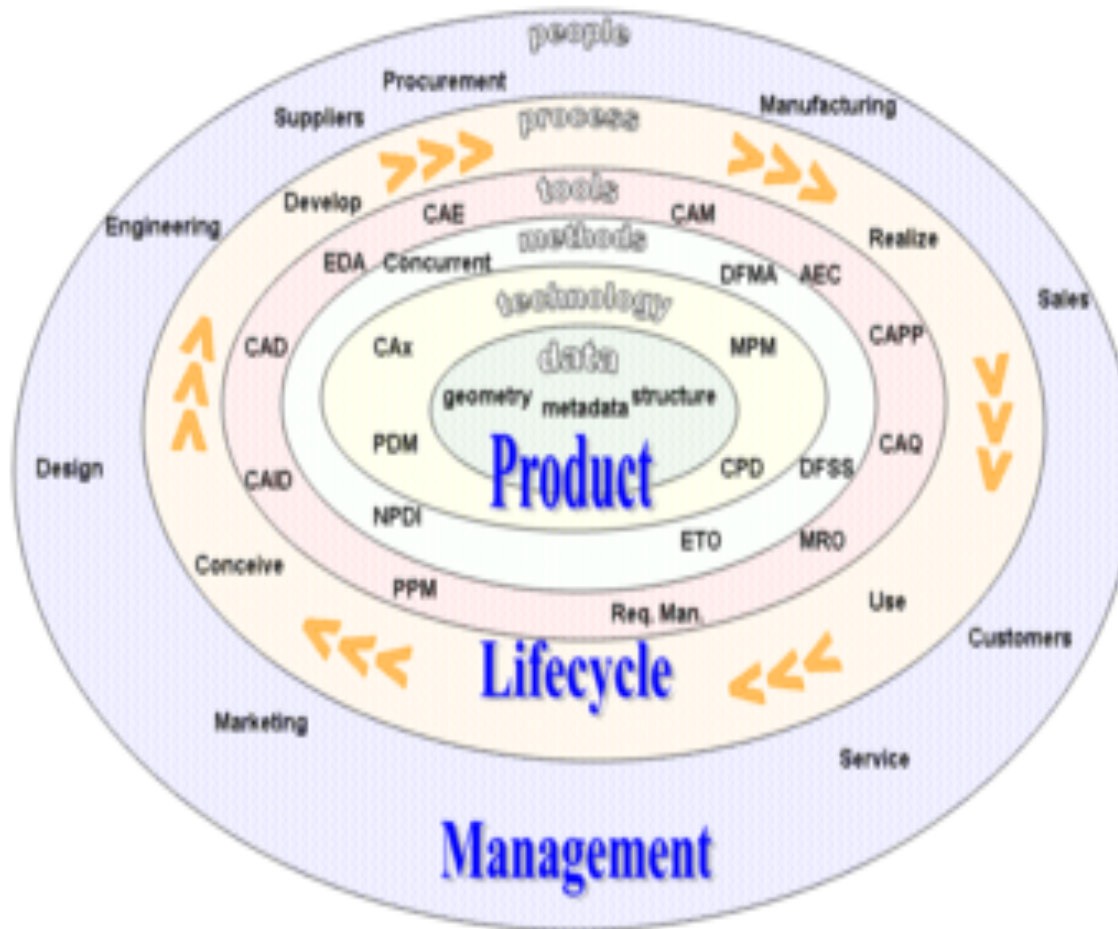 people
Procurement
Suppliers
Manufacturing
process
Develop
tools
Engineering
CAE
CAM
Realize
methods
EDA
Concurrent
DFMA
AEC
technology
Sales
CAD
CAx
MPM
CAPP
data
geometry
metadata
structure
Design
PDM
Product
CPD
DFSS
CAQ
CAID
NPDI
ETO
MRO
Conceive
PPM
Req. Man.
Use
Lifecycle
Customers
Marketing
Service
Management